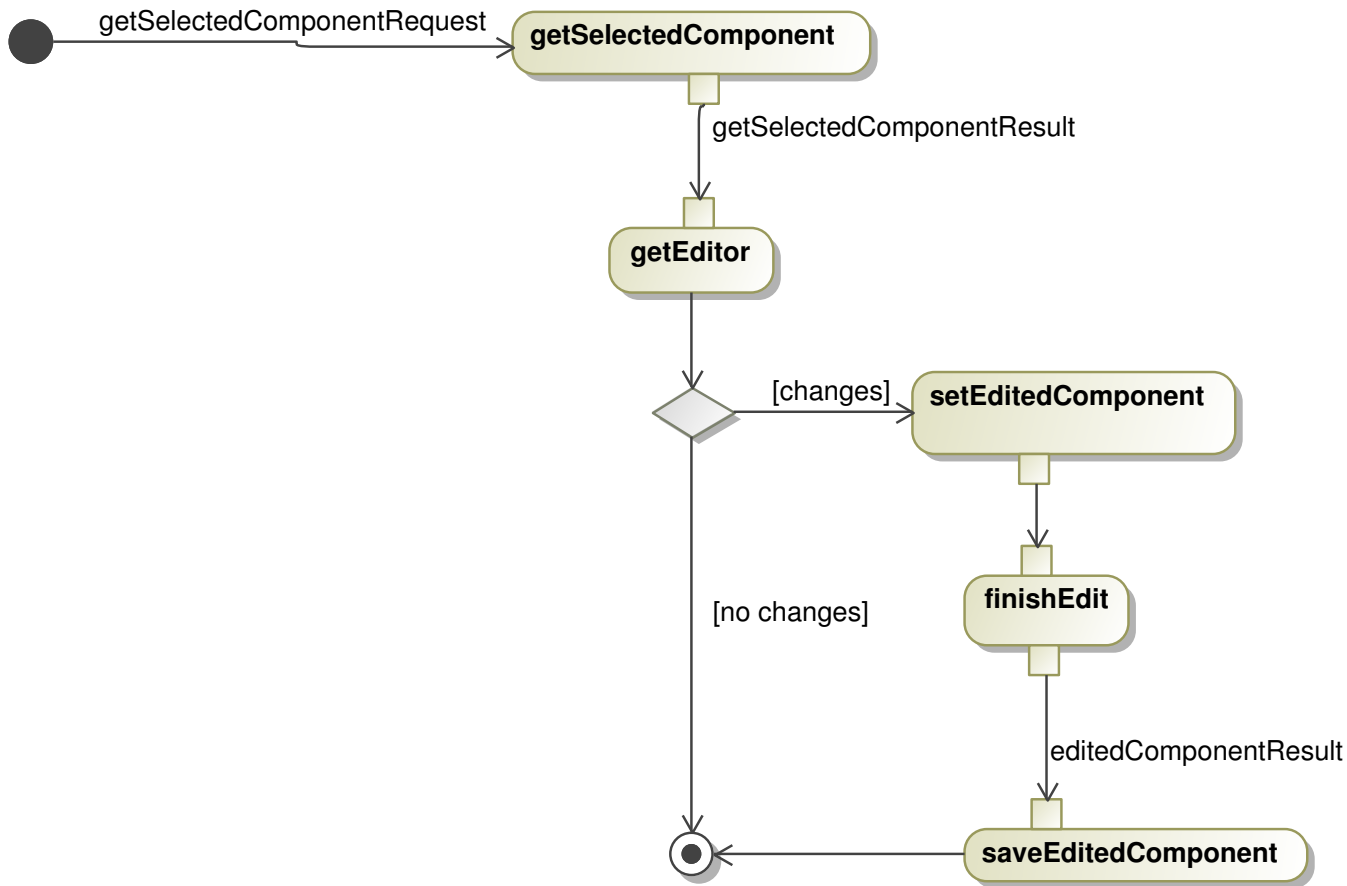 getSelectedComponentRequest
getSelectedComponent
getSelectedComponentResult
getEditor
[changes]
setEditedComponent
finishEdit
[no changes]
editedComponentResult
saveEditedComponent